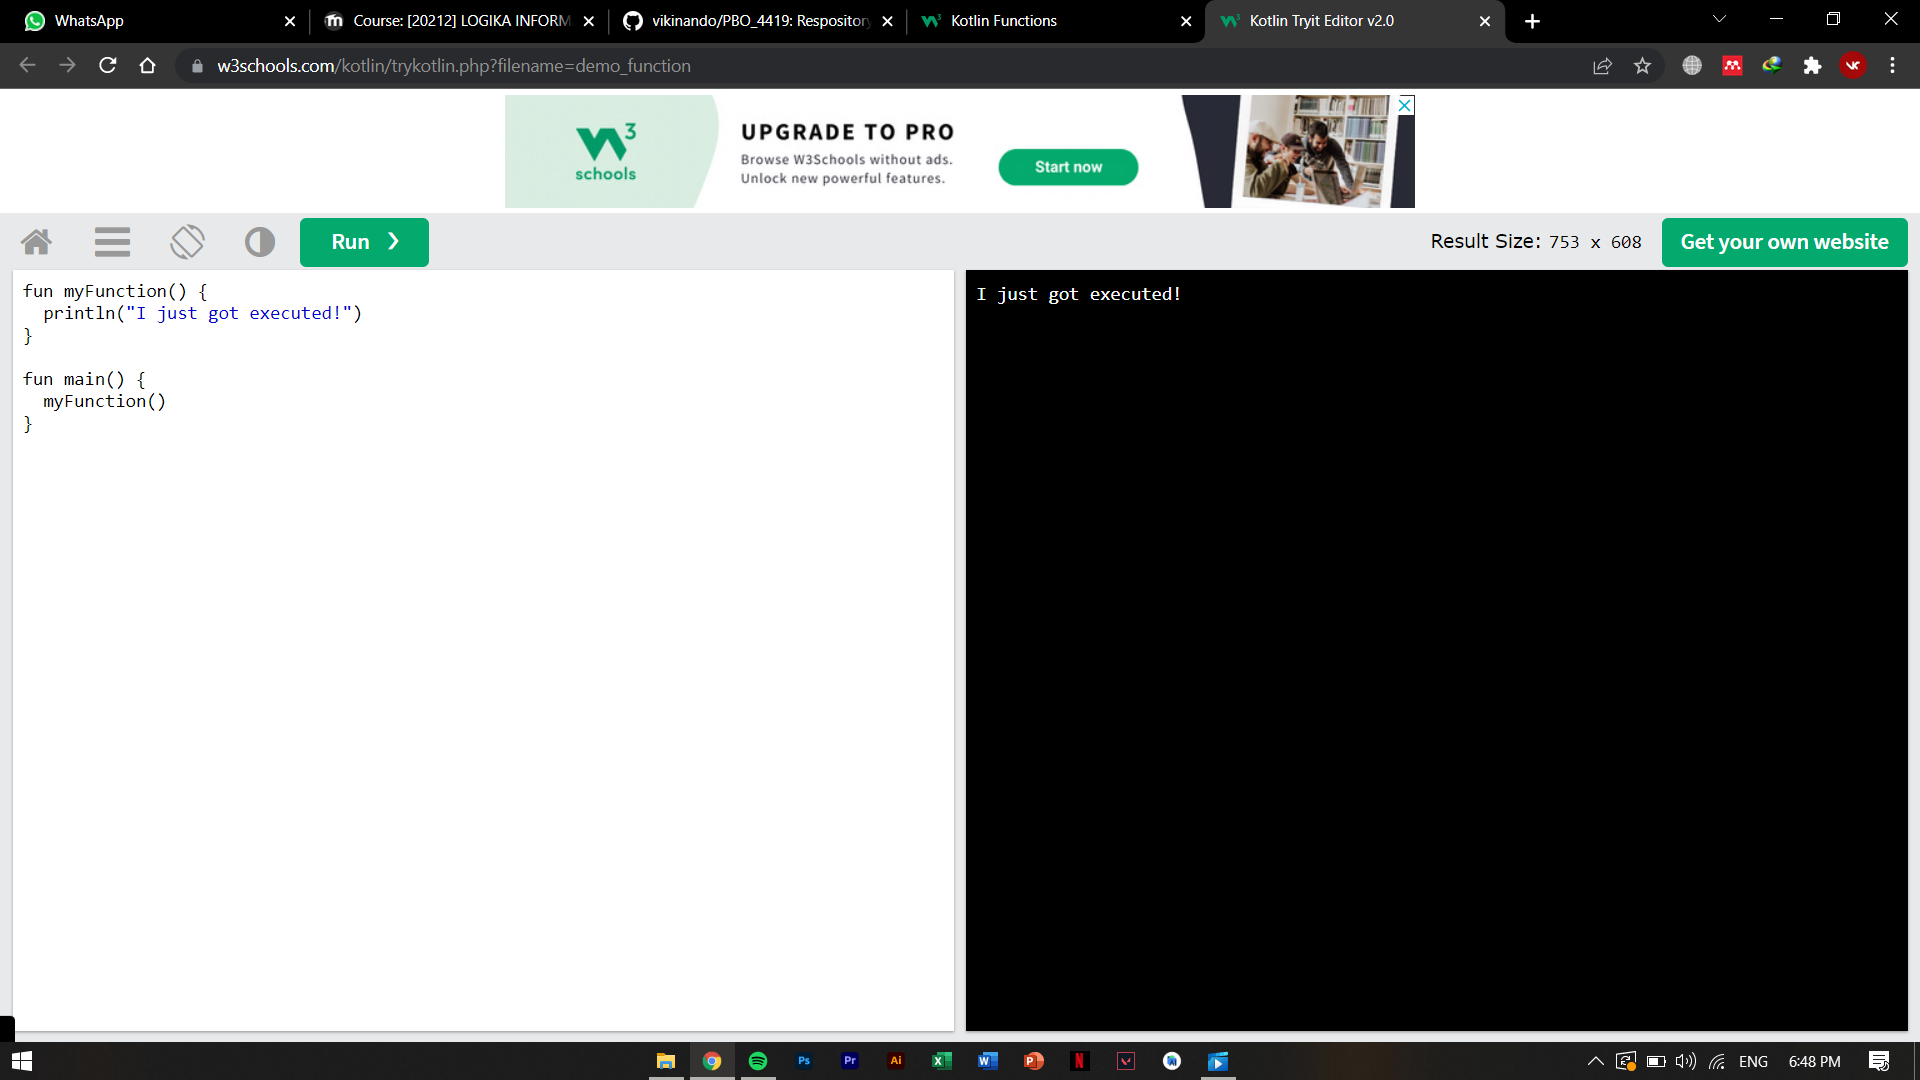 WhatsApp
Course: [20212] LOGIKA INFORM
vikinando/PBO_4419: Respository
Kotlin Functions
Kotlin Tryit Editor v2.0
w3schools.com/kotlin/trykotlin.php?filename=demo_function
W3
schools
UPGRADE TO PRO
Browse W3Schools without ads.
Unlock new powerful features.
Start now
Run ❯
Result Size: 753 x 608
Get your own website
fun myFunction() {
  println("I just got executed!")
}
fun main() {
  myFunction()
}
I just got executed!
Ps
Pr
Ai
ENG
6:48 PM